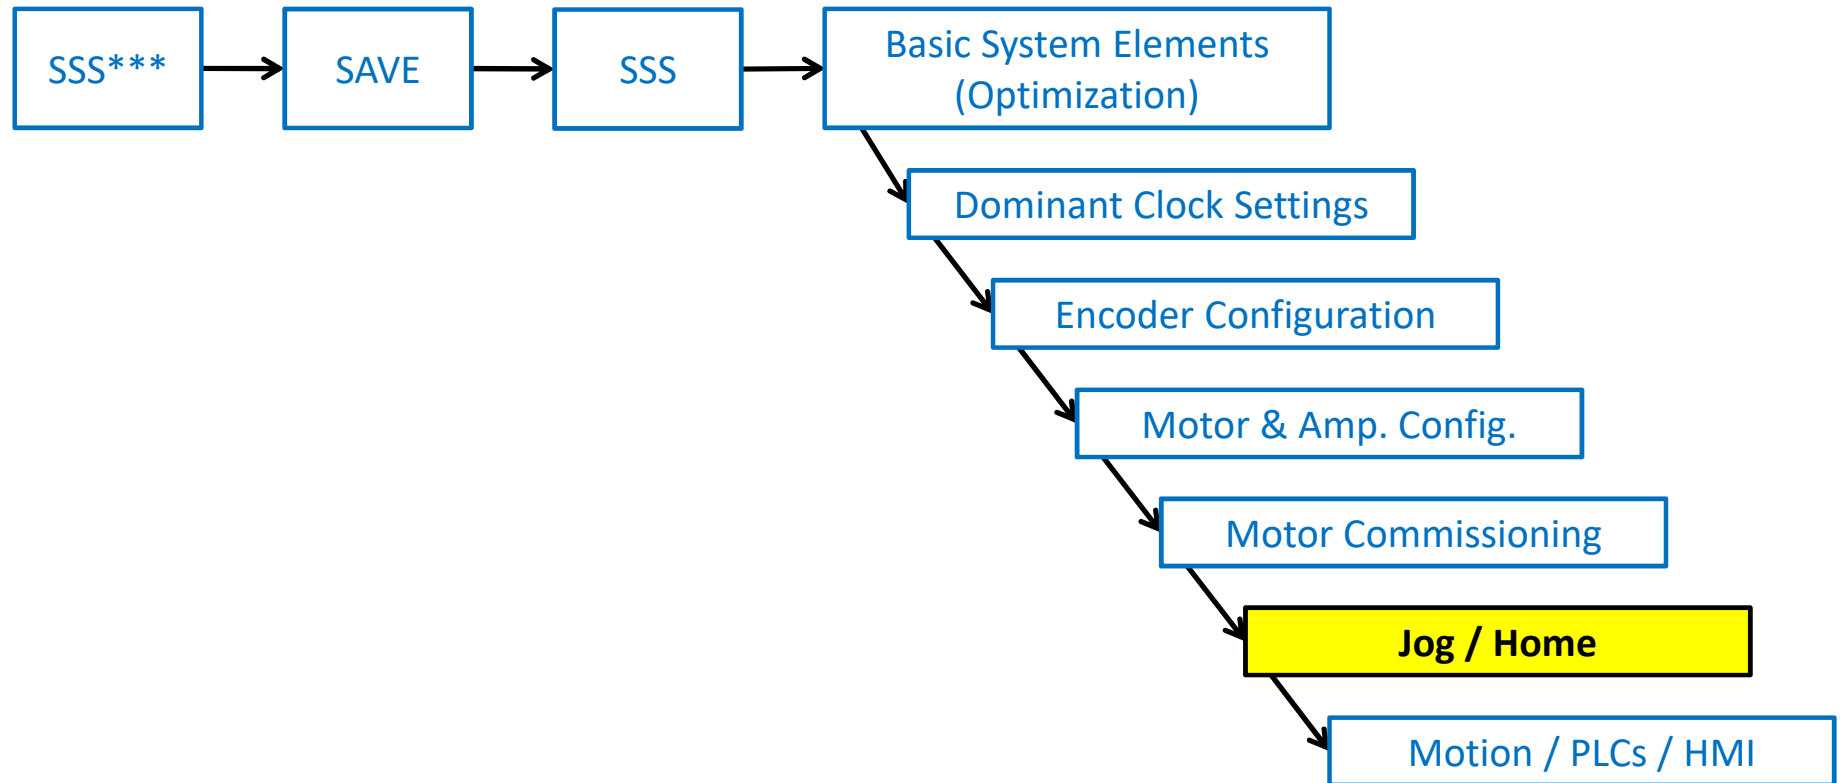 SSS***
SAVE
SSS
Basic System Elements
(Optimization)
Dominant Clock Settings
Encoder Configuration
Motor & Amp. Config.
Motor Commissioning
Jog / Home
Motion / PLCs / HMI